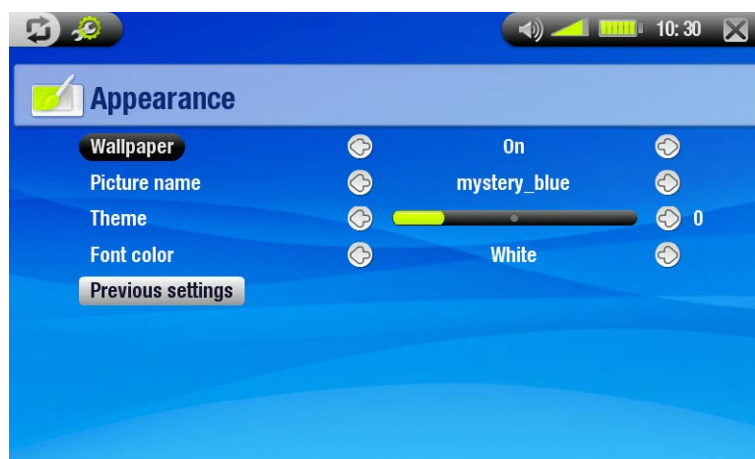 10:30
Appearance
Wallpaper On
Picture name mystery_blue
Theme 0
Font color White
Previous settings